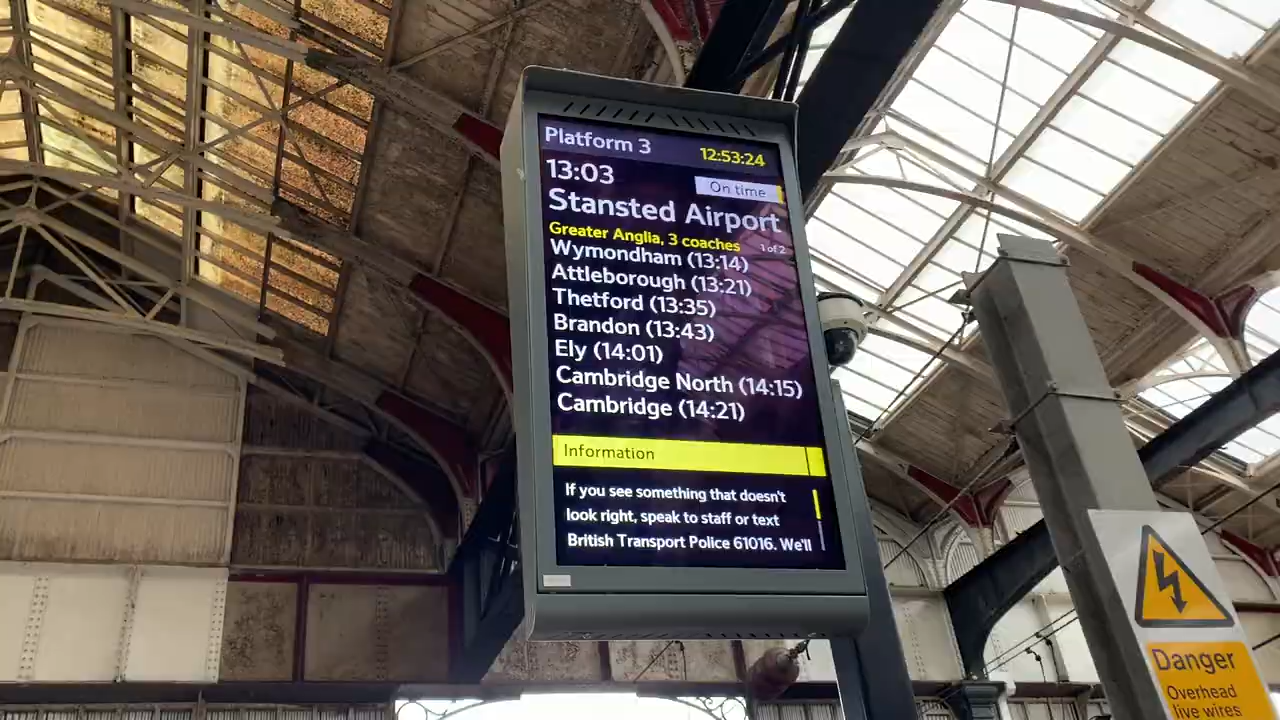 Platform 3
12:53:24
13:03
On time
Stansted Airport
Greater Anglia, 3 coaches 1 of 2
Wymondham (13:14)
Attleborough (13:21)
Thetford (13:35)
Brandon (13:43)
Ely (14:01)
Cambridge North (14:15)
Cambridge (14:21)
Information
If you see something that doesn't
look right, speak to staff or text
British Transport Police 61016. We'll
Danger
Overhead
live wires